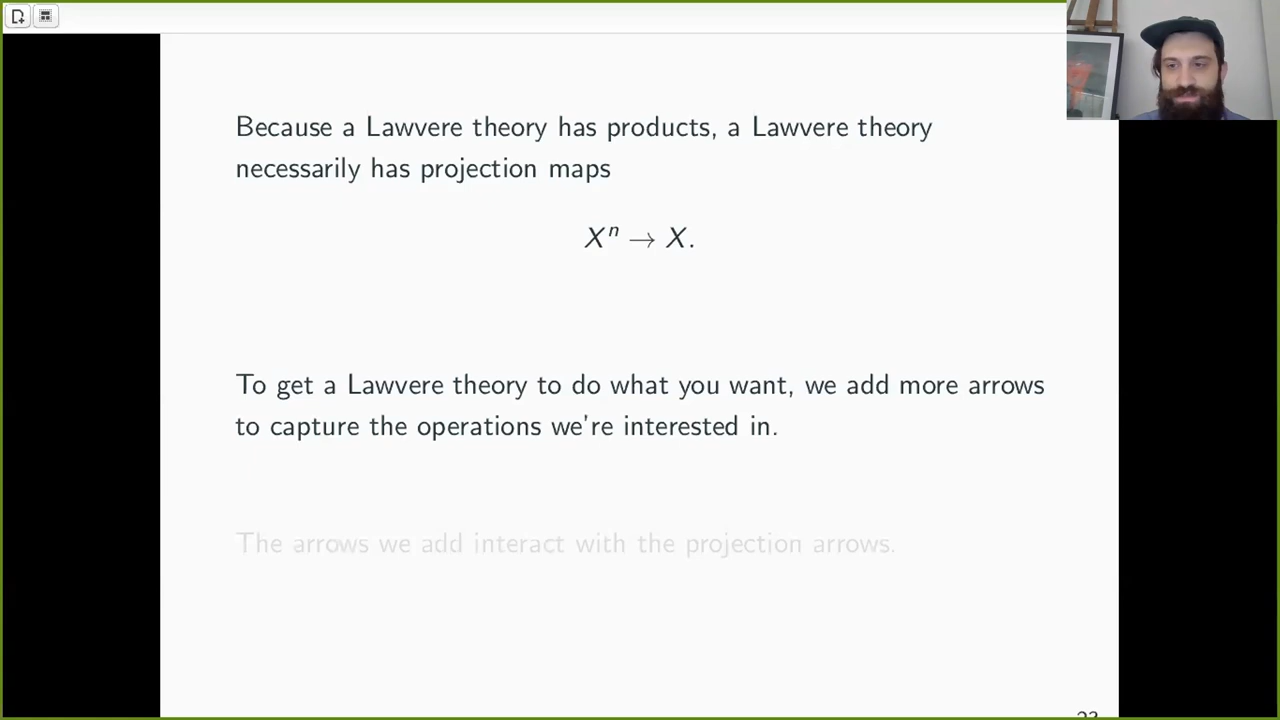 Because a Lawvere theory has products, a Lawvere theory
necessarily has projection maps
Xⁿ → X.
To get a Lawvere theory to do what you want, we add more arrows
to capture the operations we're interested in.
The arrows we add interact with the projection arrows.